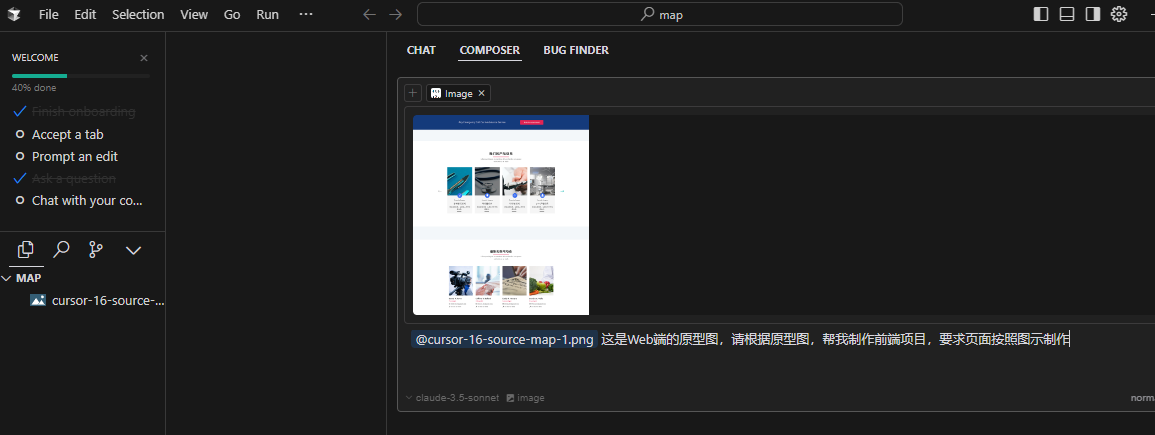 File Edit Selection View Go Run ···
map
WELCOME
40% done
Finish onboarding
Accept a tab
Prompt an edit
Ask a question
Chat with your co...
MAP
cursor-16-source-...
CHAT COMPOSER BUG FINDER
Image
@cursor-16-source-map-1.png 这是Web端的原型图，请根据原型图，帮我制作前端项目，要求页面按照图示制作
claude-3.5-sonnet image
norma